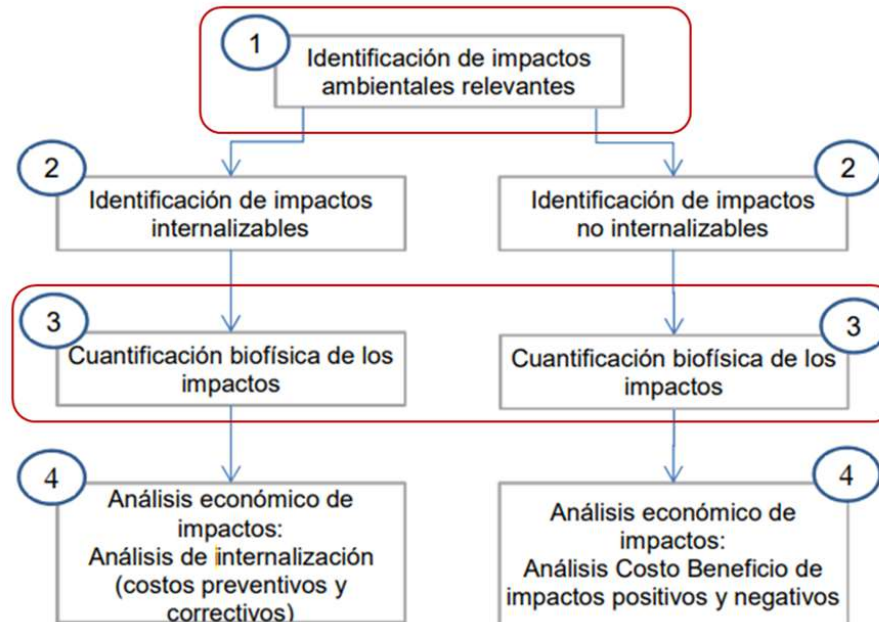 1
Identificación de impactos
ambientales relevantes
2
Identificación de impactos
internalizables
2
Identificación de impactos
no internalizables
3
Cuantificación biofísica de los
impactos
3
Cuantificación biofísica de los
impactos
4
Análisis económico de
impactos:
Análisis de internalización
(costos preventivos y
correctivos)
4
Análisis económico de
impactos:
Análisis Costo Beneficio de
impactos positivos y negativos